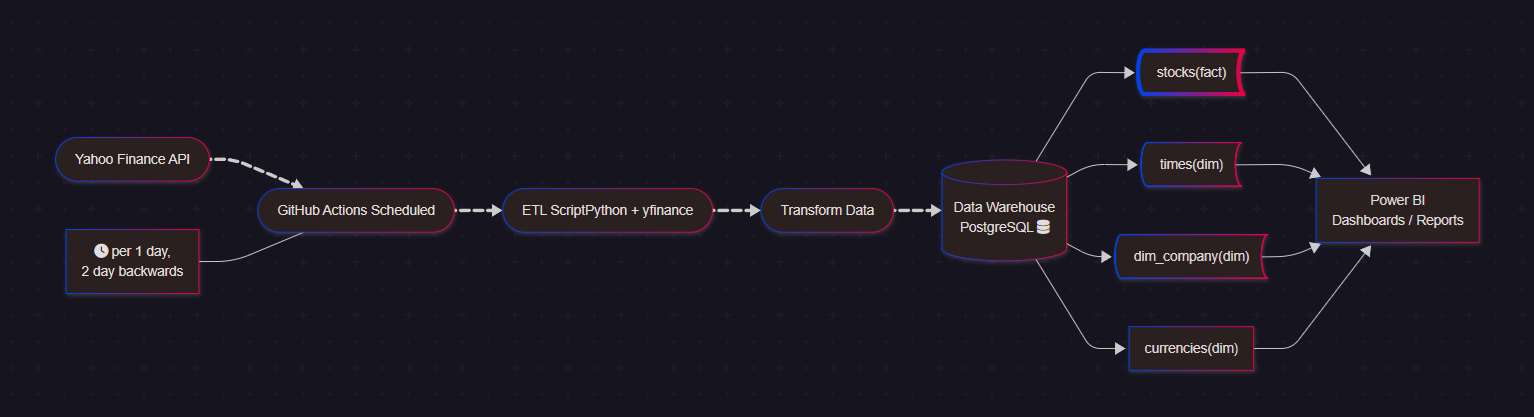 Yahoo Finance API
per 1 day,
2 day backwards
GitHub Actions Scheduled
ETL ScriptPython + yfinance
Transform Data
Data Warehouse
PostgreSQL
stocks(fact)
times(dim)
dim_company(dim)
currencies(dim)
Power BI
Dashboards / Reports